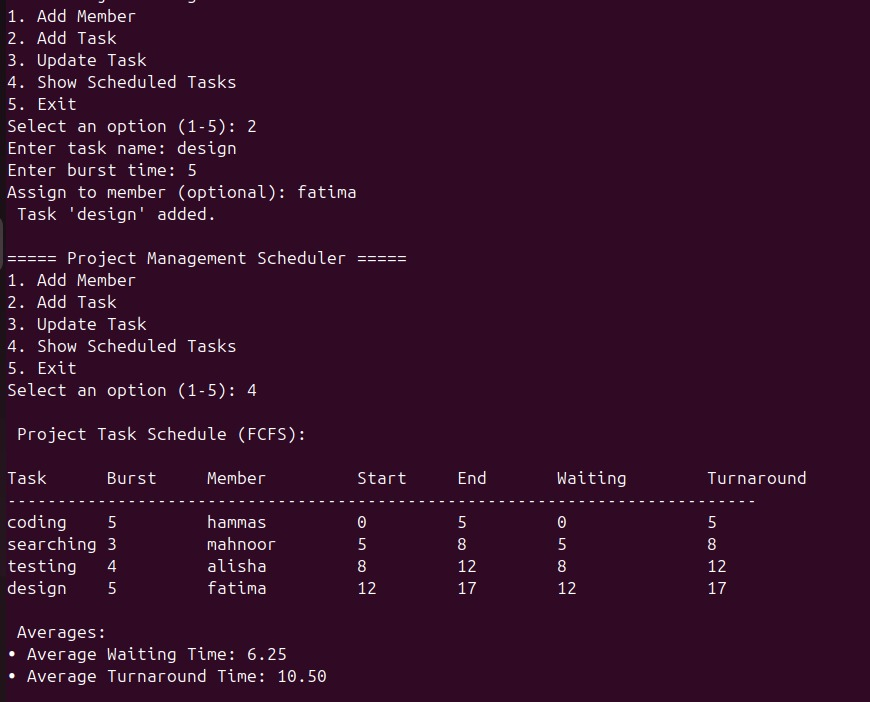 1. Add Member
2. Add Task
3. Update Task
4. Show Scheduled Tasks
5. Exit
Select an option (1-5): 2
Enter task name: design
Enter burst time: 5
Assign to member (optional): fatima
Task 'design' added.
===== Project Management Scheduler =====
1. Add Member
2. Add Task
3. Update Task
4. Show Scheduled Tasks
5. Exit
Select an option (1-5): 4
Project Task Schedule (FCFS):
Task Burst Member Start End Waiting Turnaround
---------------------------------------------------------------------------
coding 5 hammas 0 5 0 5
searching 3 mahnoor 5 8 5 8
testing 4 alisha 8 12 8 12
design 5 fatima 12 17 12 17
Averages:
• Average Waiting Time: 6.25
• Average Turnaround Time: 10.50